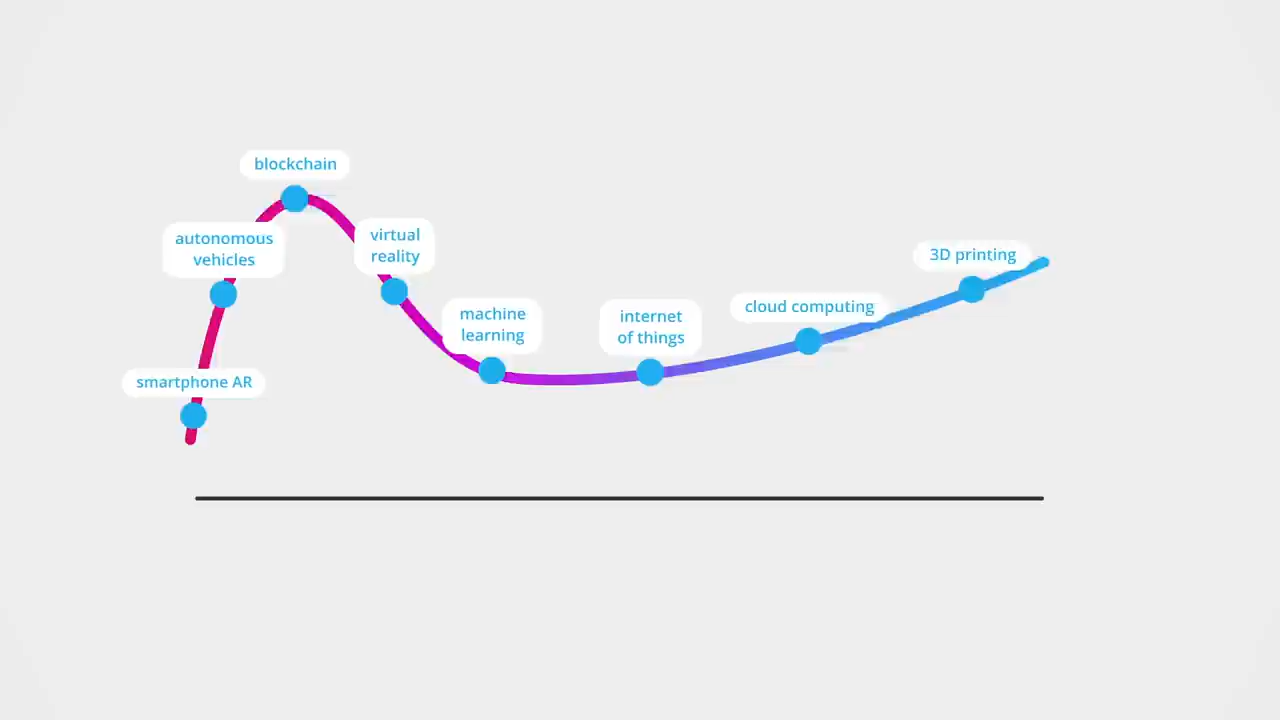 blockchain
autonomous
vehicles
virtual
reality
smartphone AR
machine
learning
internet
of things
cloud computing
3D printing